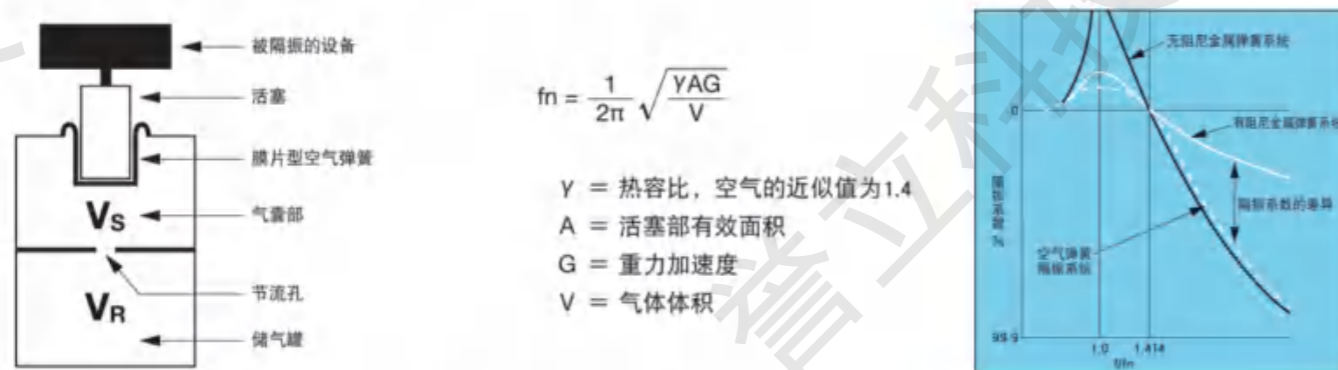 被隔振的设备
活塞
膜片型空气弹簧
Vs
气囊部
节流孔
VR
储气罐
fn = 1/2π √γAG/V
γ = 热容比，空气的近似值为1.4
A = 活塞部有效面积
G = 重力加速度
V = 气体体积
无阻尼金属弹簧系统
0
有阻尼金属弹簧系统
隔振系数
%
隔振系数的差异
空气弹簧
隔振系统
99.9
1.0
1.414
f/fn
誉立科技